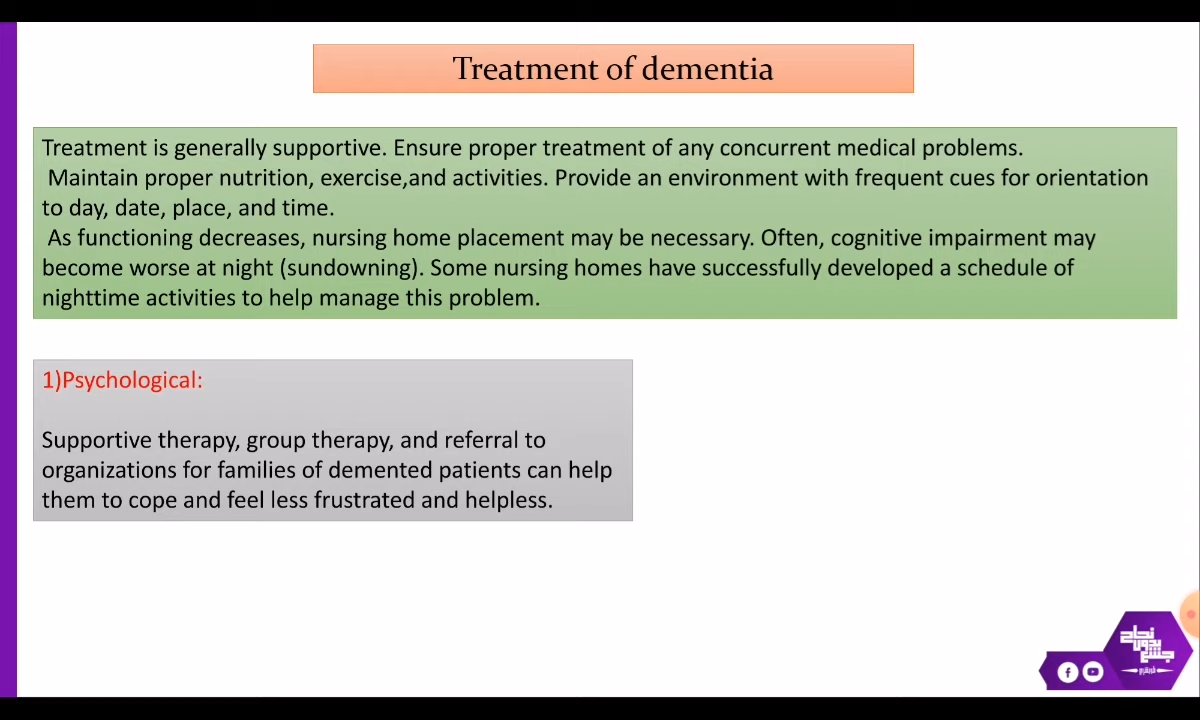 Treatment of dementia
Treatment is generally supportive. Ensure proper treatment of any concurrent medical problems.
Maintain proper nutrition, exercise,and activities. Provide an environment with frequent cues for orientation
to day, date, place, and time.
As functioning decreases, nursing home placement may be necessary. Often, cognitive impairment may
become worse at night (sundowning). Some nursing homes have successfully developed a schedule of
nighttime activities to help manage this problem.
1)Psychological:
Supportive therapy, group therapy, and referral to
organizations for families of demented patients can help
them to cope and feel less frustrated and helpless.
نجاح
بدون